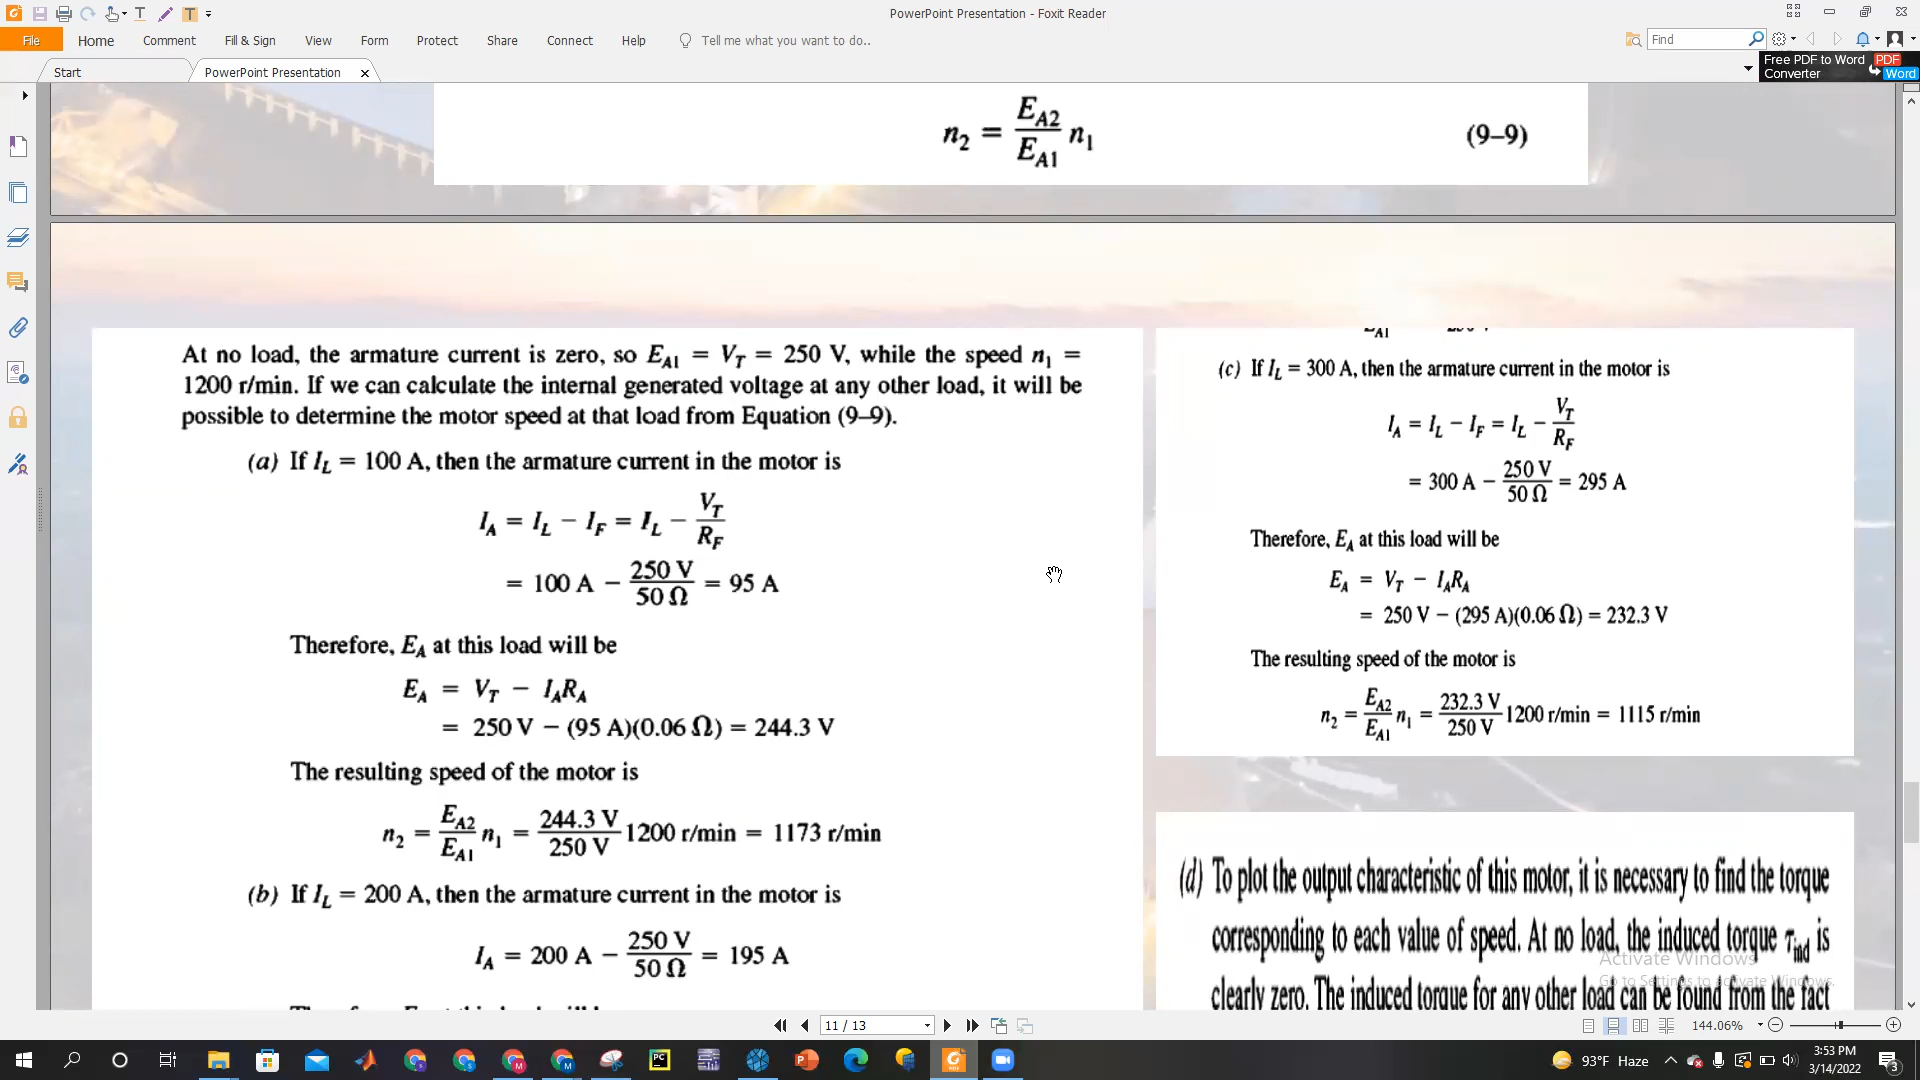 PowerPoint Presentation - Foxit Reader
File Home Comment Fill & Sign View Form Protect Share Connect Help Tell me what you want to do.. Find
Start PowerPoint Presentation
Free PDF to Word Converter PDF Word
n₂ = E_A2 / E_A1 n₁ (9–9)
At no load, the armature current is zero, so E_A1 = V_T = 250 V, while the speed n₁ =
1200 r/min. If we can calculate the internal generated voltage at any other load, it will be
possible to determine the motor speed at that load from Equation (9–9).
(a) If I_L = 100 A, then the armature current in the motor is
I_A = I_L − I_F = I_L − V_T / R_F
= 100 A − 250 V / 50 Ω = 95 A
Therefore, E_A at this load will be
E_A = V_T − I_A R_A
= 250 V − (95 A)(0.06 Ω) = 244.3 V
The resulting speed of the motor is
n₂ = E_A2 / E_A1 n₁ = 244.3 V / 250 V 1200 r/min = 1173 r/min
(b) If I_L = 200 A, then the armature current in the motor is
I_A = 200 A − 250 V / 50 Ω = 195 A
(c) If I_L = 300 A, then the armature current in the motor is
I_A = I_L − I_F = I_L − V_T / R_F
= 300 A − 250 V / 50 Ω = 295 A
Therefore, E_A at this load will be
E_A = V_T − I_A R_A
= 250 V − (295 A)(0.06 Ω) = 232.3 V
The resulting speed of the motor is
n₂ = E_A2 / E_A1 n₁ = 232.3 V / 250 V 1200 r/min = 1115 r/min
(d) To plot the output characteristic of this motor, it is necessary to find the torque
corresponding to each value of speed. At no load, the induced torque τ_ind is
clearly zero. The induced torque for any other load can be found from the fact
Activate Windows
Go to Settings to activate Windows.
11 / 13
144.06%
93°F Haze
3:53 PM
3/14/2022
3